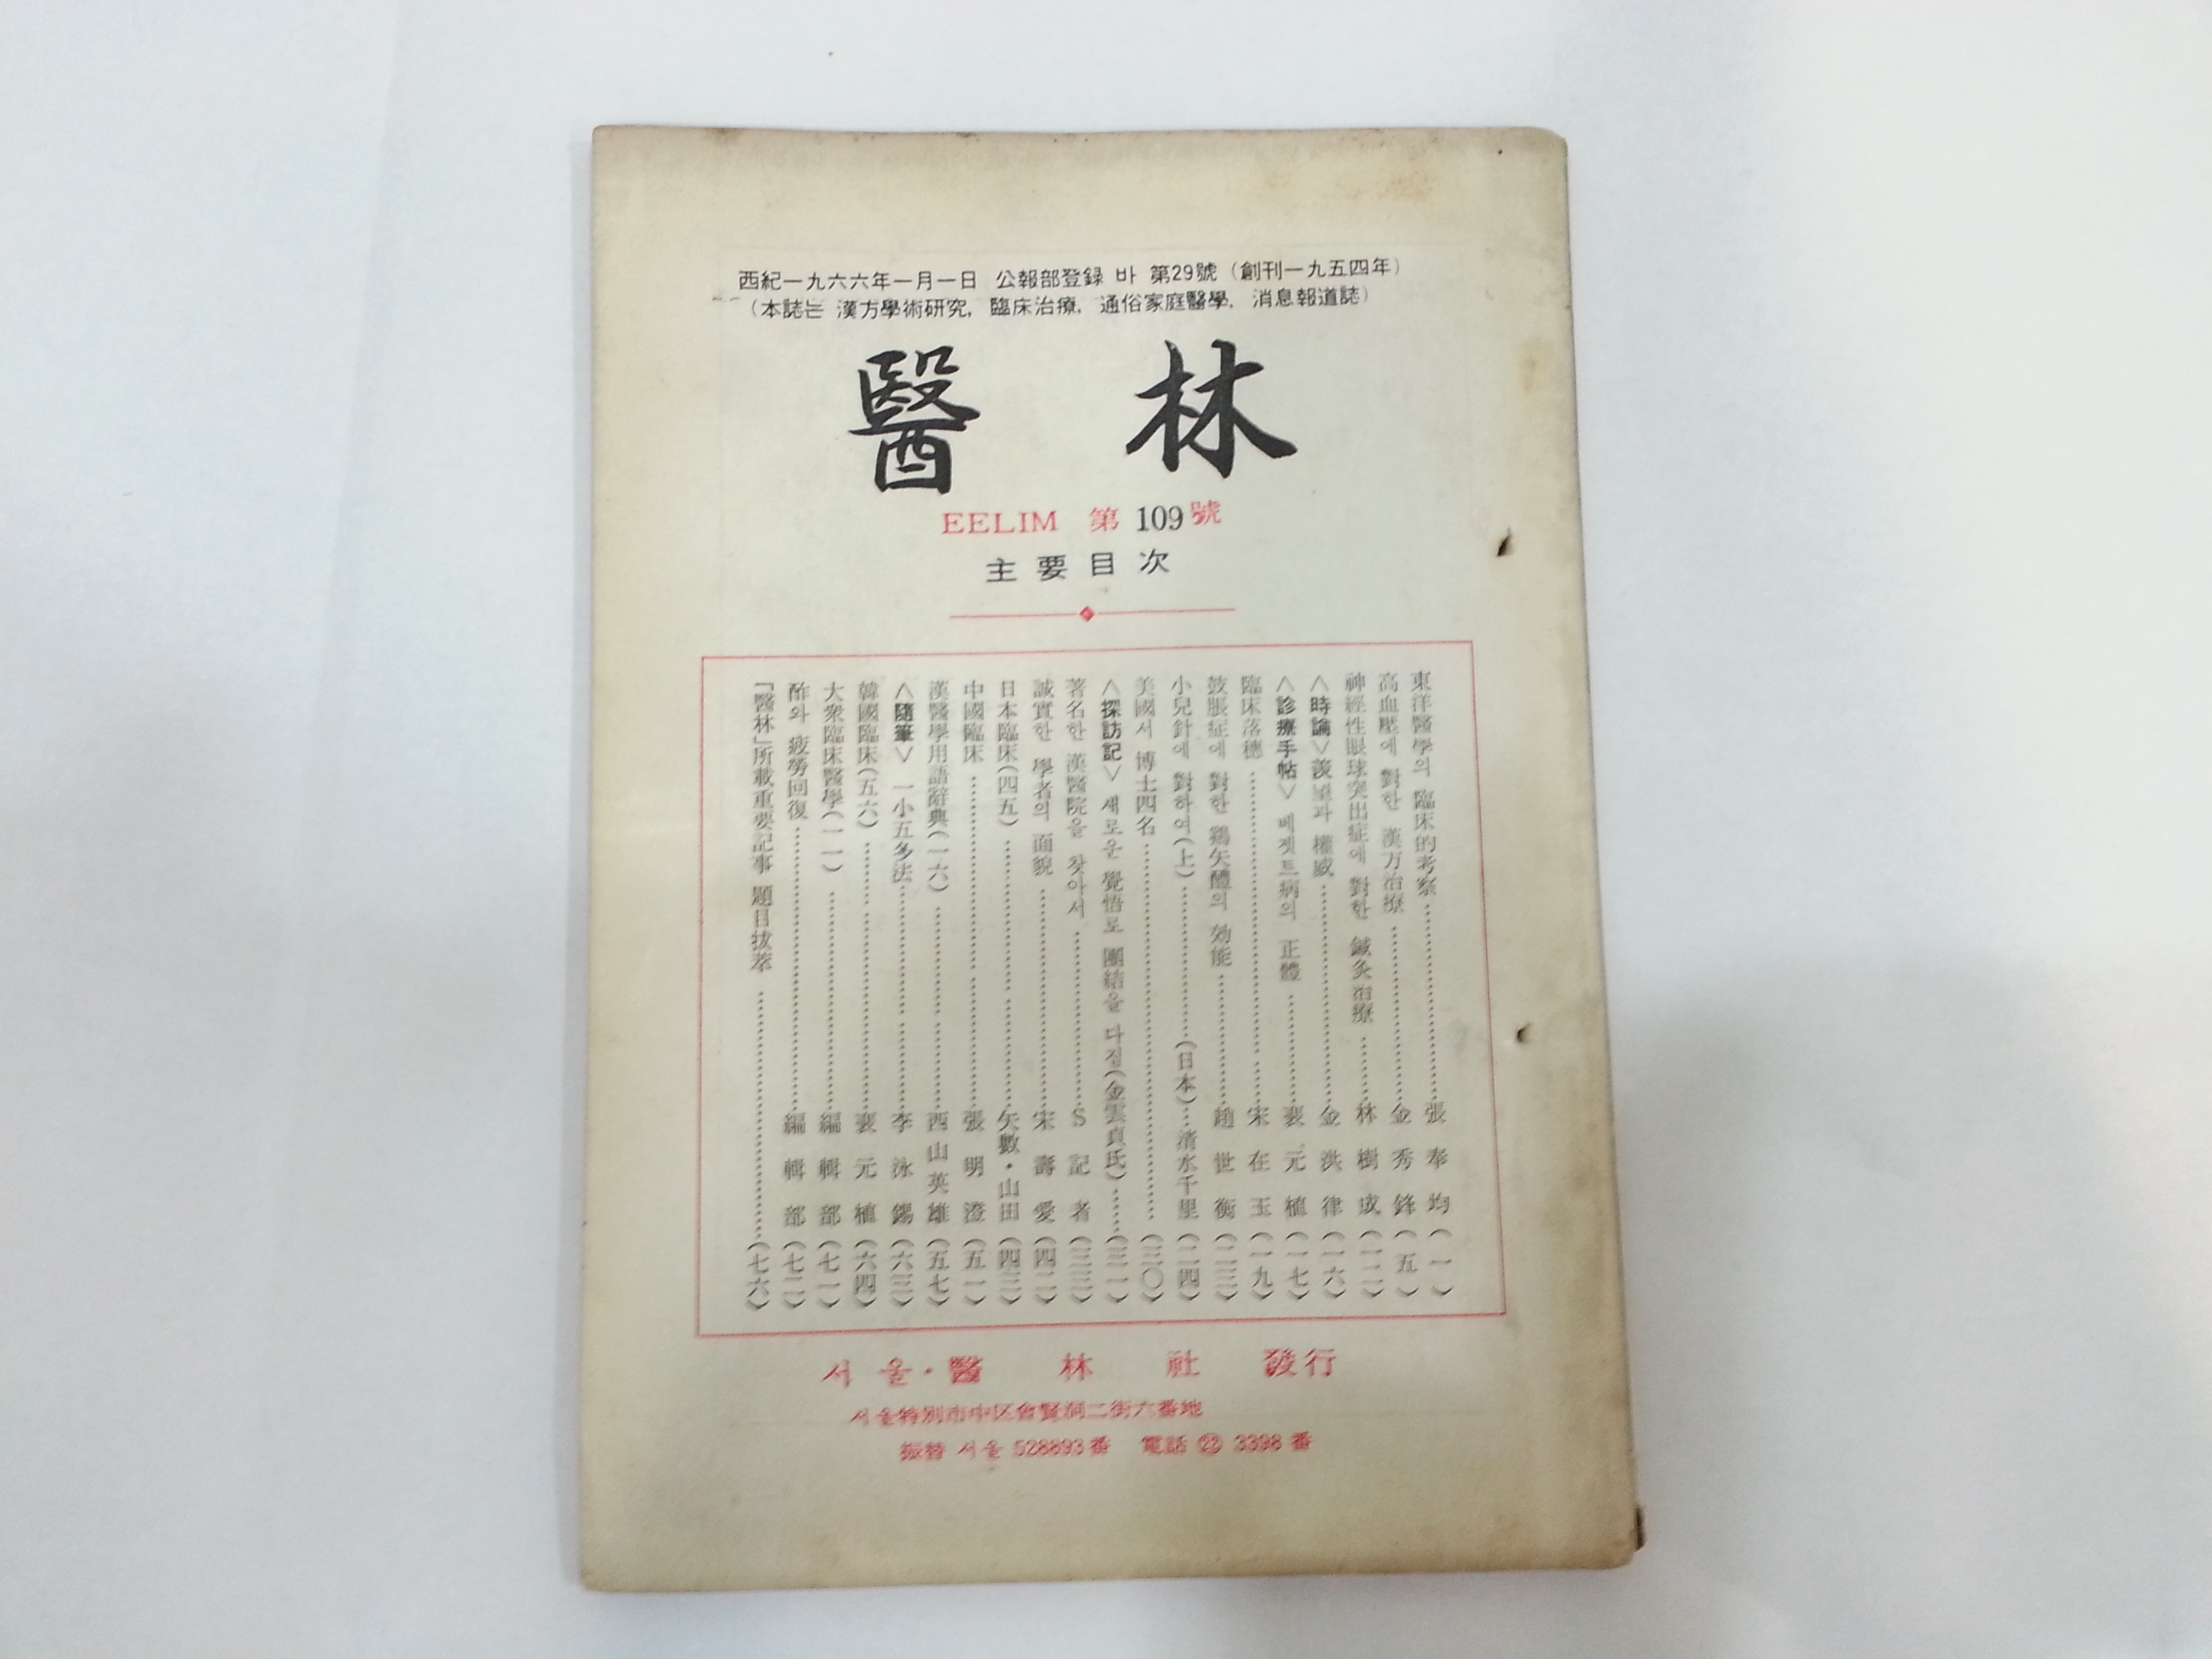 西紀一九六六年一月一日 公報部登録 바 第29號 (創刊一九五四年)
(本誌는 漢方學術硏究, 臨床治療, 通俗家庭醫學, 消息報道誌)
醫 林
EELIM 第 109 號
主要目次
東洋醫學의 臨床的考察 張奉均 (一)
高血壓에 對한 漢方治療 金秀鋒 (五)
神經性眼球突出症에 對한 鍼灸治療 林樹成 (一二)
<時論> 羨望과 權威 金洪律 (一六)
<診療手帖> 베젯트病의 正體 裵元植 (一七)
臨床落穗 宋在玉 (一九)
鼓脹症에 對한 鷄矢醴의 効能 趙世衡 (二三)
小兒針에 對하여(上) (日本) 淸水千里 (二四)
美國서 博士四名 (三〇)
<探訪記> 새로운 覺悟로 團結을 다짐(金雲貞氏) (三一)
著名한 漢醫院을 찾아서 S記者 (三三)
誠實한 學者의 面貌 宋壽愛 (四二)
日本臨床(四五) 矢數·山田 (四三)
中國臨床 張明澄 (五一)
漢醫學用語辭典(一六) 西山英雄 (五七)
<隨筆> 一小五多法 李泳錫 (六三)
韓國臨床(五六) 裵元植 (六四)
大衆臨床醫學(一一) 編輯部 (七一)
酢와 疲勞回復 編輯部 (七二)
「醫林」所載重要記事 題目拔萃 (七六)
서울·醫林社 發行
서울特別市中区會賢洞二街六番地
振替 서울 528893番 電話 ㉒ 3398番